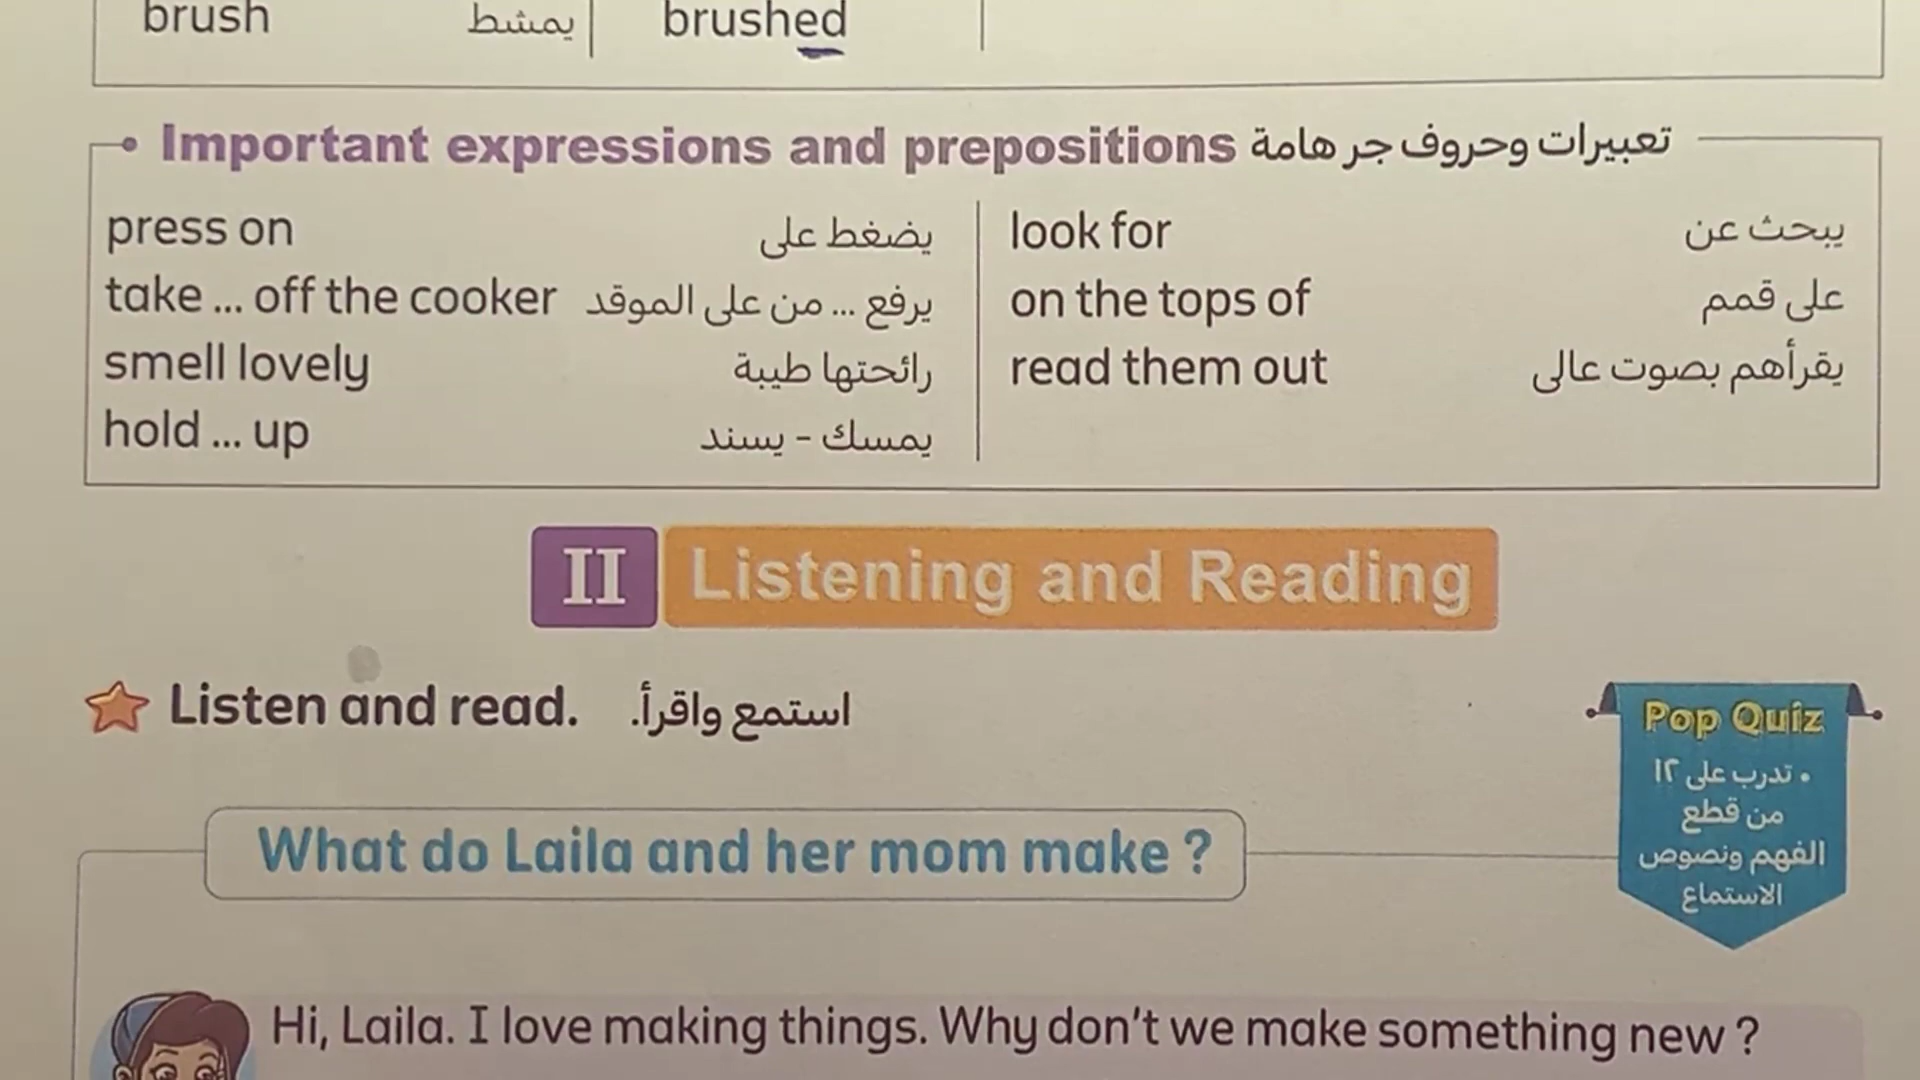 brush يمشط brushed
Important expressions and prepositions تعبيرات وحروف جر هامة
press on يضغط على
take ... off the cooker يرفع ... من على الموقد
smell lovely رائحتها طيبة
hold ... up يمسك - يسند
look for يبحث عن
on the tops of على قمم
read them out يقرأهم بصوت عالى
II Listening and Reading
Listen and read. استمع واقرأ.
Pop Quiz
• تدرب على ١٢
من قطع
الفهم ونصوص
الاستماع
What do Laila and her mom make ?
Hi, Laila. I love making things. Why don't we make something new ?